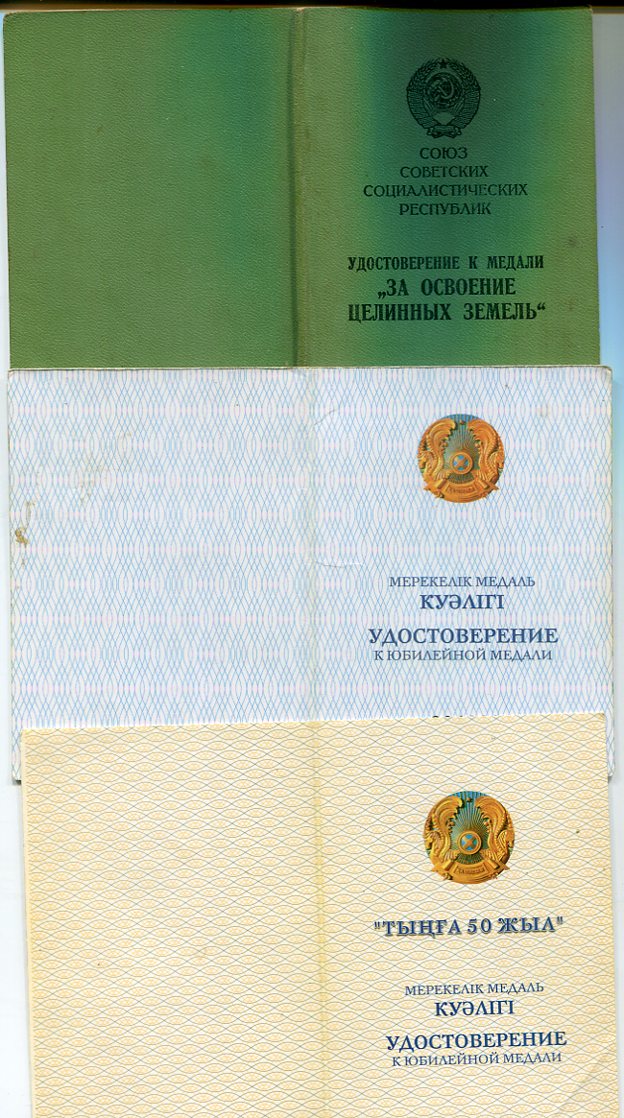 СОЮЗ
СОВЕТСКИХ
СОЦИАЛИСТИЧЕСКИХ
РЕСПУБЛИК
УДОСТОВЕРЕНИЕ К МЕДАЛИ
„ЗА ОСВОЕНИЕ
ЦЕЛИННЫХ ЗЕМЕЛЬ“
МЕРЕКЕЛІК МЕДАЛЬ
КУӘЛІГІ
УДОСТОВЕРЕНИЕ
К ЮБИЛЕЙНОЙ МЕДАЛИ
"ТЫҢҒА 50 ЖЫЛ"
МЕРЕКЕЛІК МЕДАЛЬ
КУӘЛІГІ
УДОСТОВЕРЕНИЕ
К ЮБИЛЕЙНОЙ МЕДАЛИ